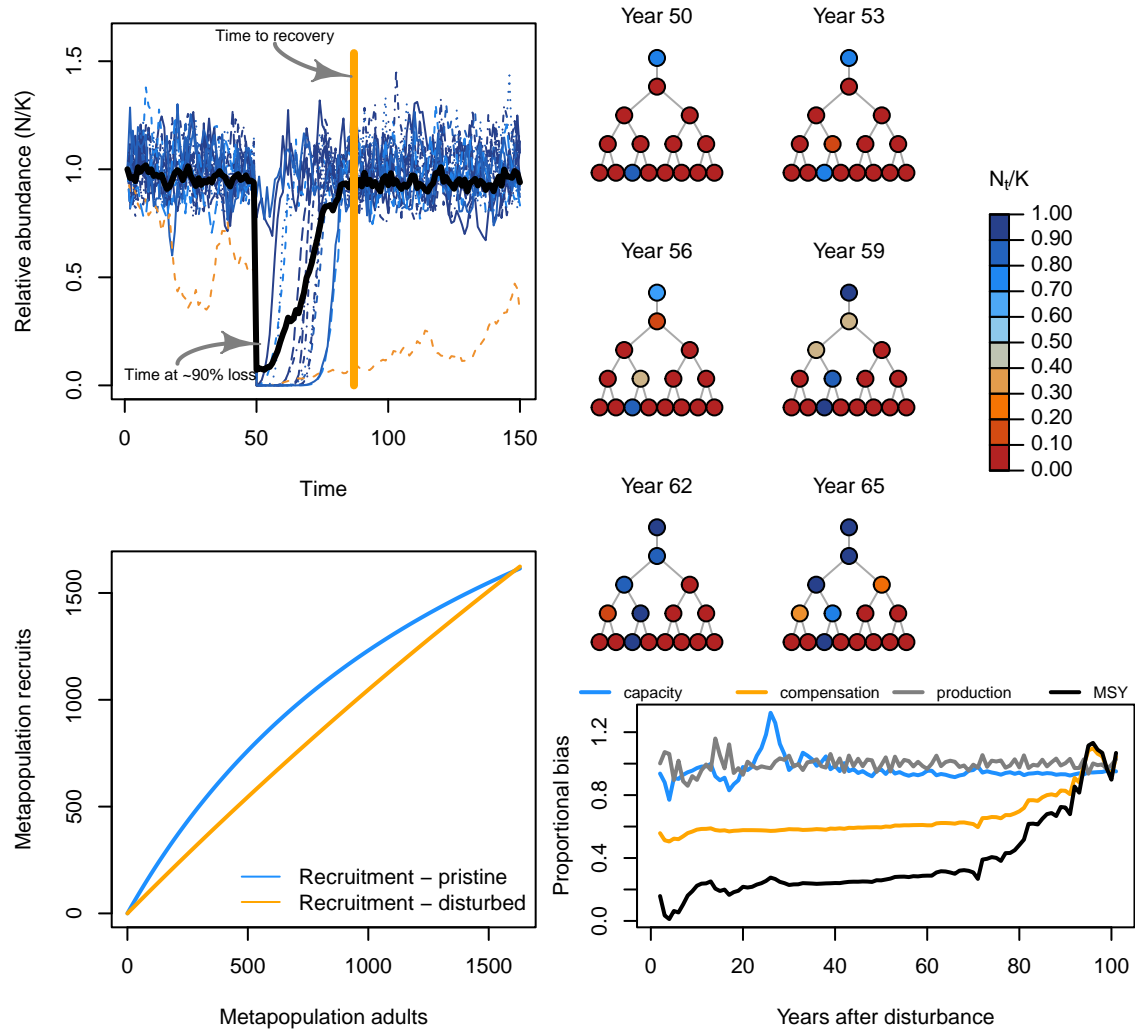 Relative abundance (N/K)
1.5
1.0
0.5
0.0
Time to recovery
Time at ~90% loss
0
50
100
150
Time
Year 50
Year 53
Year 56
Year 59
Year 62
Year 65
Nt/K
1.00
0.90
0.80
0.70
0.60
0.50
0.40
0.30
0.20
0.10
0.00
Metapopulation recruits
1500
1000
500
0
Recruitment − pristine
Recruitment − disturbed
0
500
1000
1500
Metapopulation adults
capacity
compensation
production
MSY
Proportional bias
1.2
0.8
0.4
0.0
0
20
40
60
80
100
Years after disturbance